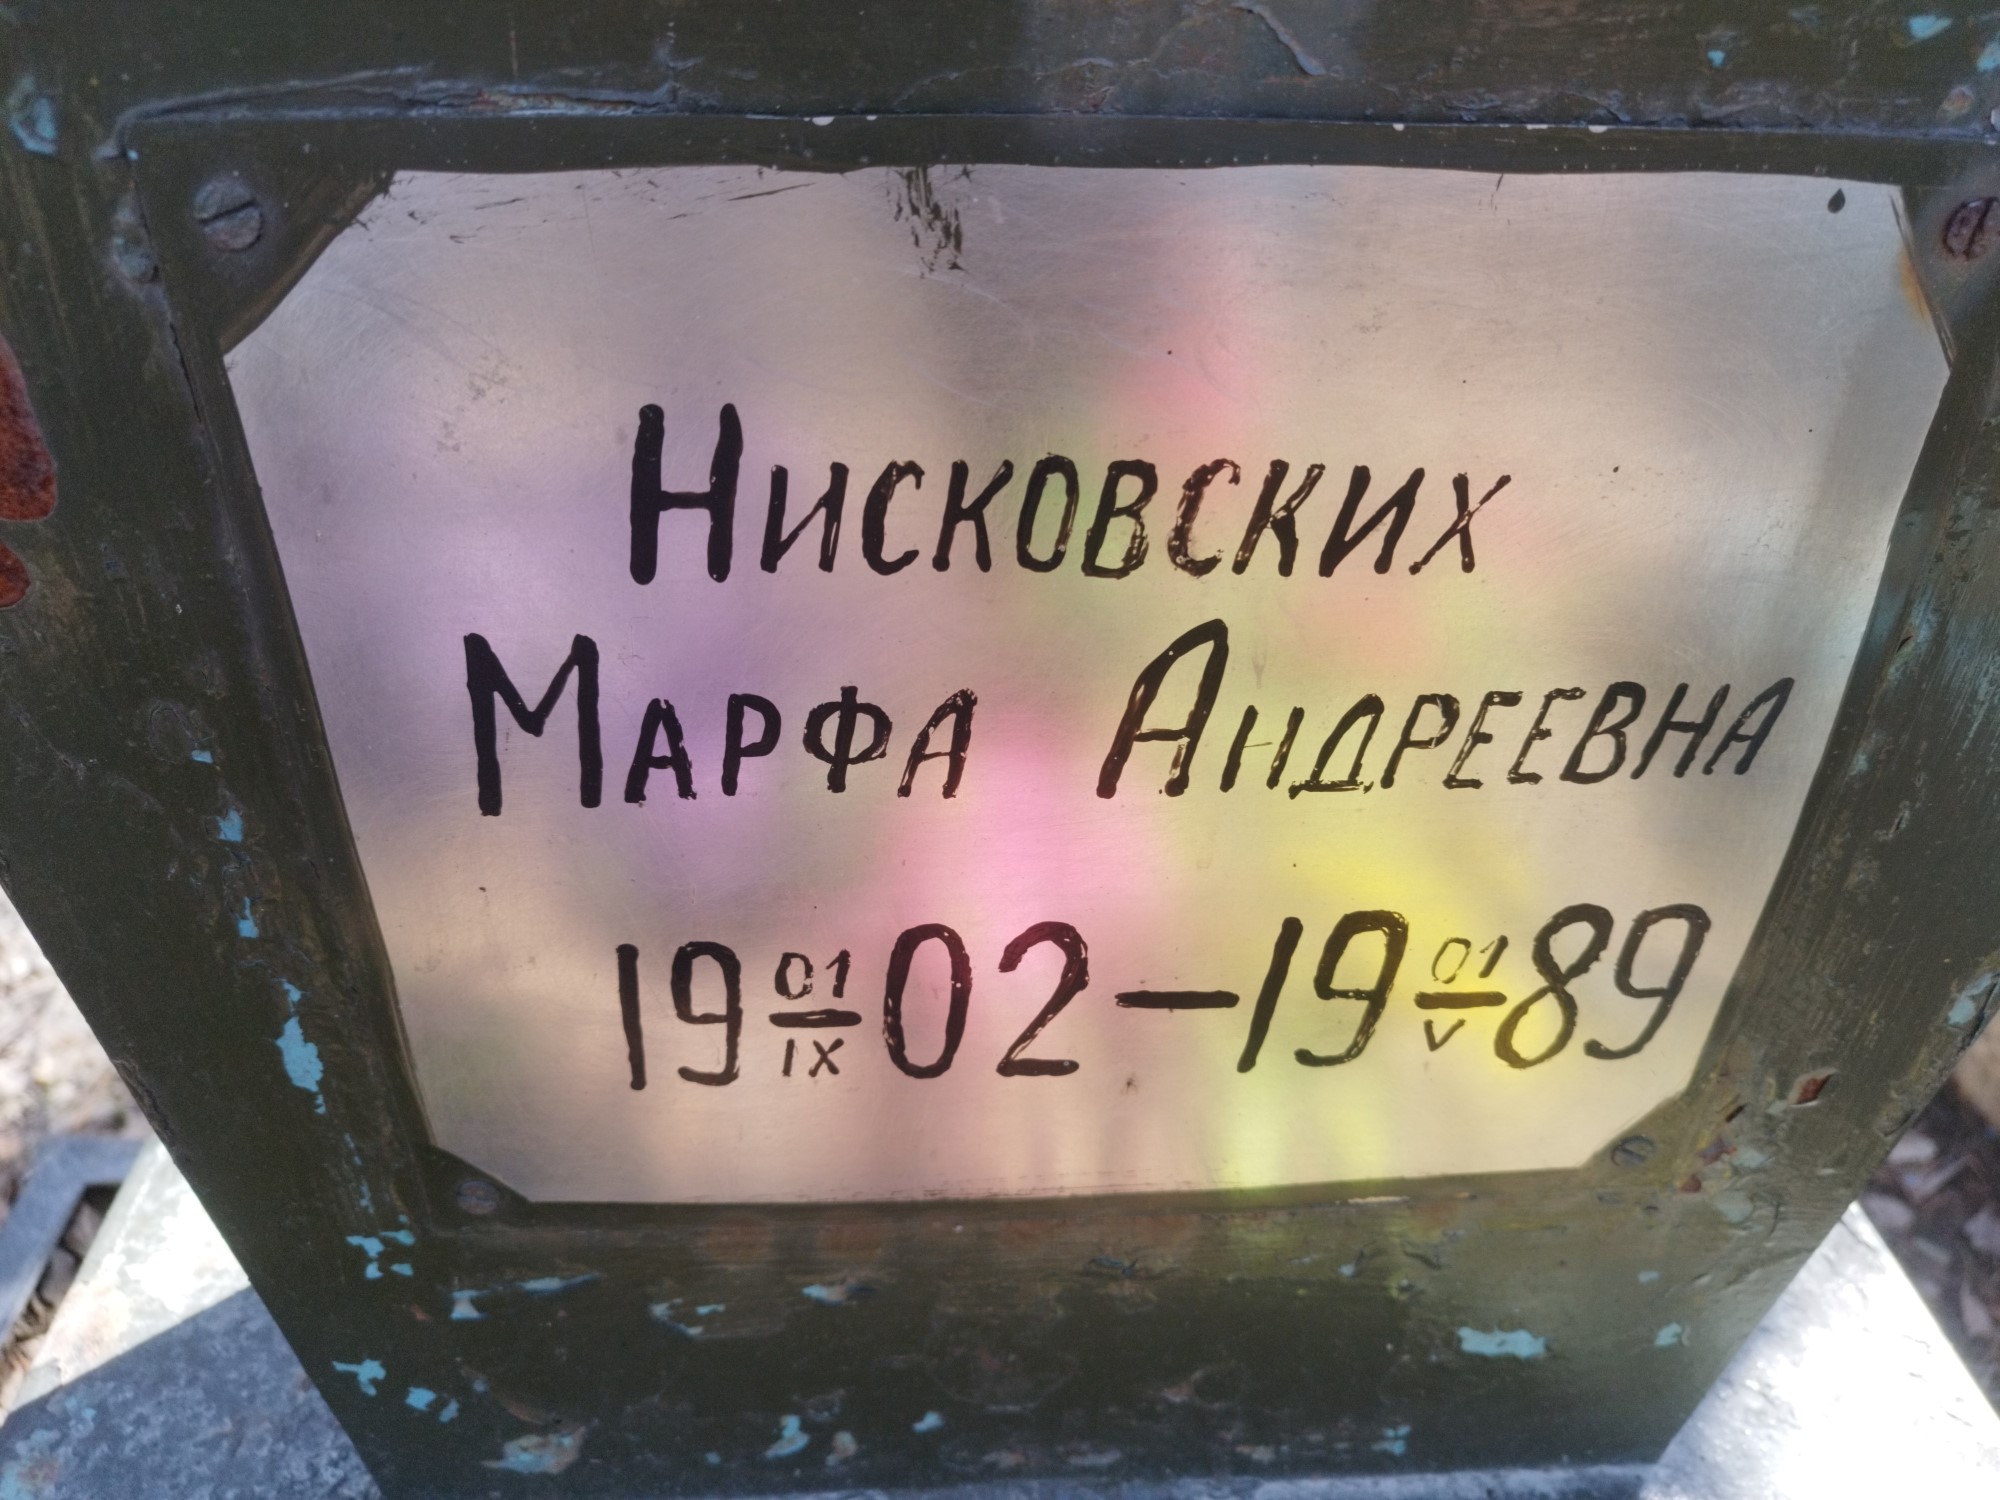 Нисковских
Марфа Андреевна
19 01/IX 02 – 19 01/V 89